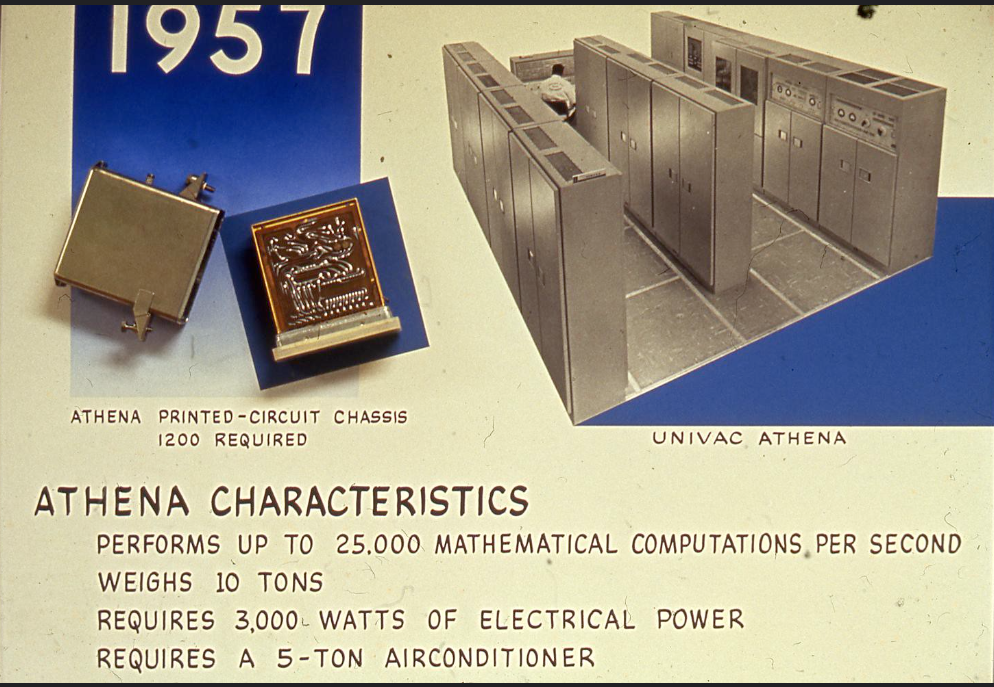 1957
ATHENA PRINTED-CIRCUIT CHASSIS
1200 REQUIRED
UNIVAC ATHENA
ATHENA CHARACTERISTICS
PERFORMS UP TO 25,000 MATHEMATICAL COMPUTATIONS PER SECOND
WEIGHS 10 TONS
REQUIRES 3,000 WATTS OF ELECTRICAL POWER
REQUIRES A 5-TON AIRCONDITIONER